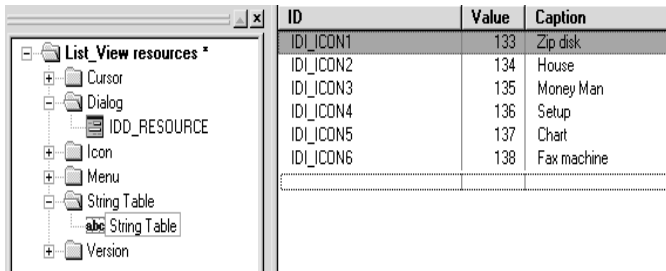 List_View resources *
Cursor
Dialog
IDD_RESOURCE
Icon
Menu
String Table
abc String Table
Version
ID Value Caption
IDI_ICON1 133 Zip disk
IDI_ICON2 134 House
IDI_ICON3 135 Money Man
IDI_ICON4 136 Setup
IDI_ICON5 137 Chart
IDI_ICON6 138 Fax machine